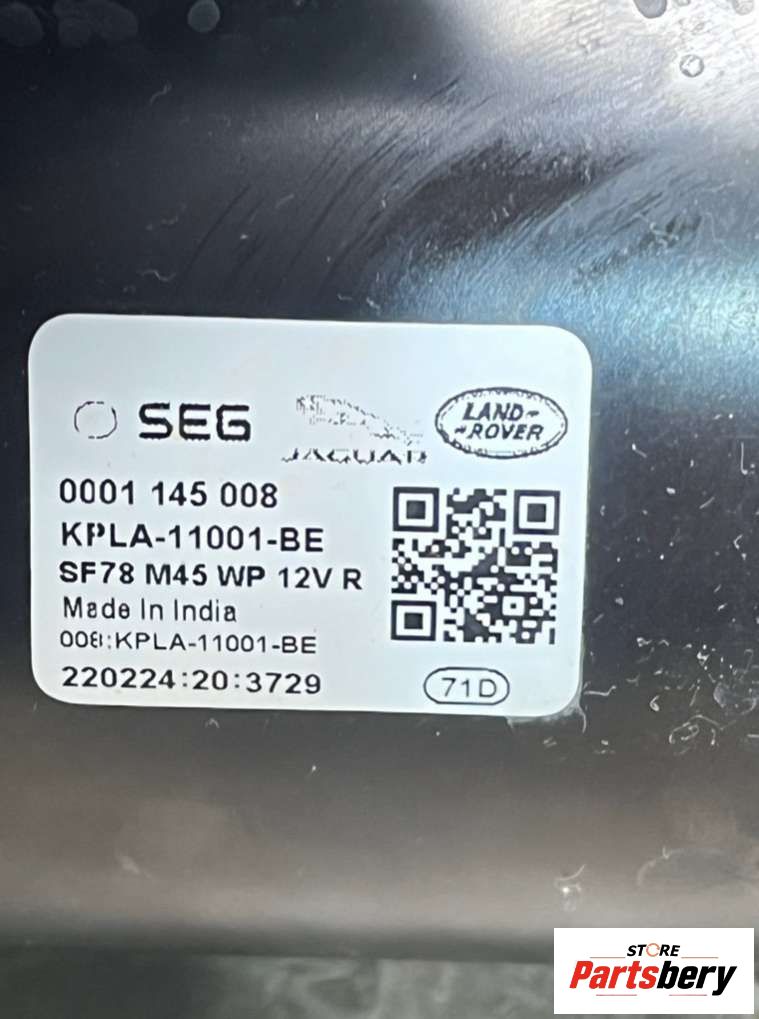 SEG
JAGUAR
LAND-
-ROVER
0001 145 008
KPLA-11001-BE
SF78 M45 WP 12V R
Made In India
008:KPLA-11001-BE
220224:20:3729
71D
STORE
Partsbery